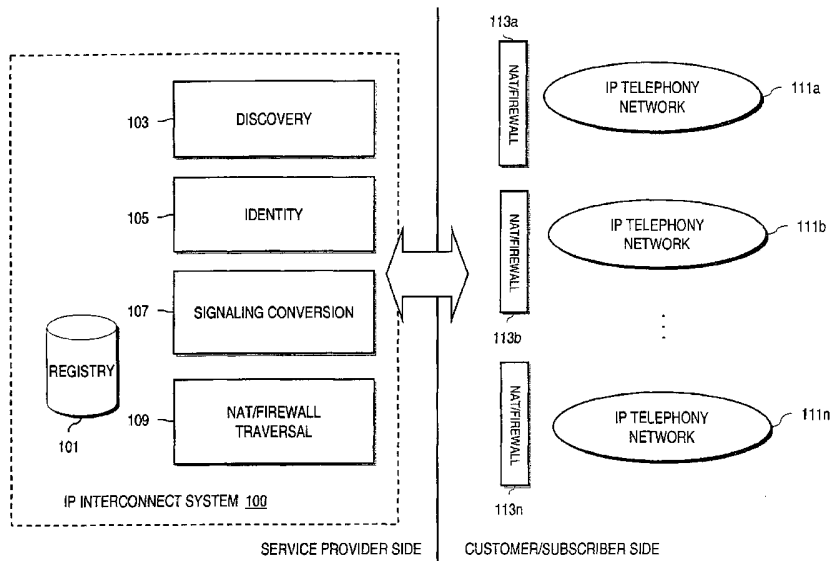 103
DISCOVERY
105
IDENTITY
107
SIGNALING CONVERSION
REGISTRY
101
109
NAT/FIREWALL
TRAVERSAL
IP INTERCONNECT SYSTEM 100
SERVICE PROVIDER SIDE
CUSTOMER/SUBSCRIBER SIDE
113a
NAT/FIREWALL
IP TELEPHONY
NETWORK
111a
NAT/FIREWALL
113b
IP TELEPHONY
NETWORK
111b
NAT/FIREWALL
113n
IP TELEPHONY
NETWORK
111n